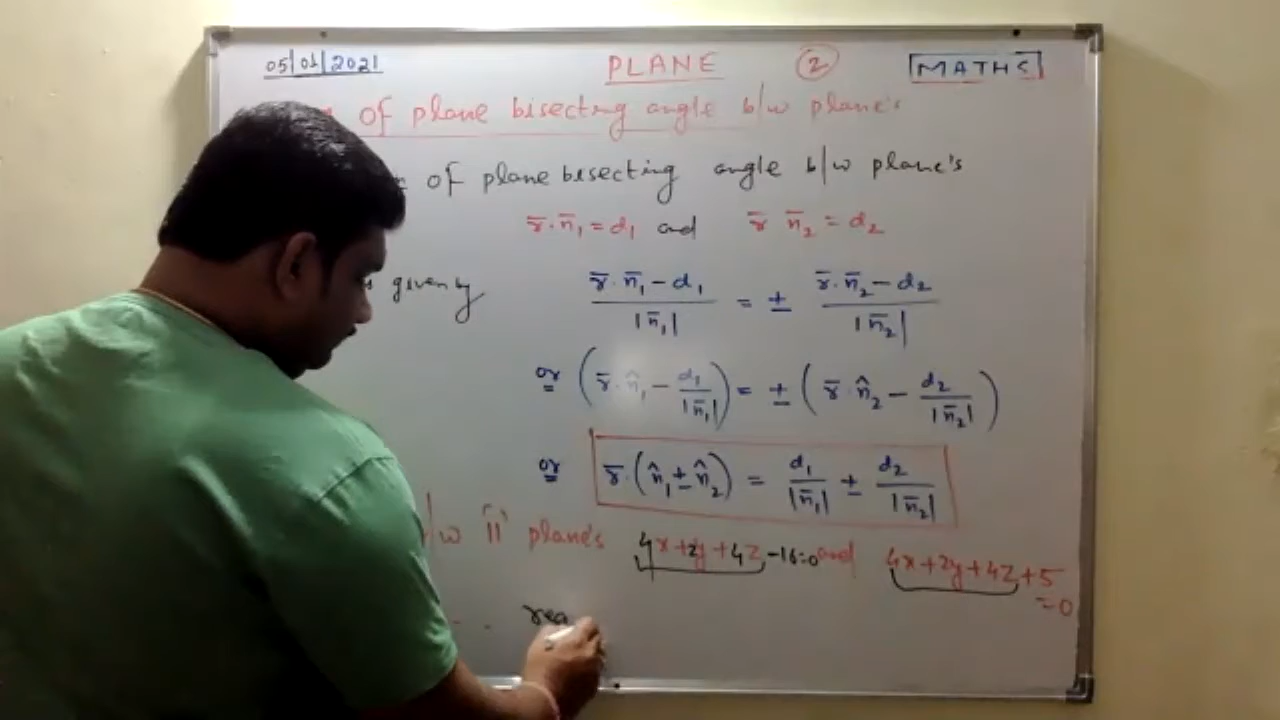 05/01/2021 PLANE 2 MATHS
of plane bisecting angle b/w plane's
of plane bisecting angle b/w plane's
r̄·n̄₁ = d₁ and r̄ n̄₂ = d₂
given by (r̄·n̄₁ - d₁)/|n̄₁| = ± (r̄·n̄₂ - d₂)/|n̄₂|
or (r̄·n̂₁ - d₁/|n̄₁|) = ± (r̄·n̂₂ - d₂/|n̄₂|)
or r̄·(n̂₁ ± n̂₂) = d₁/|n̄₁| ± d₂/|n̄₂|
/w "||" plane's 4x+2y+4z-16=0 and 4x+2y+4z+5
=0
rea